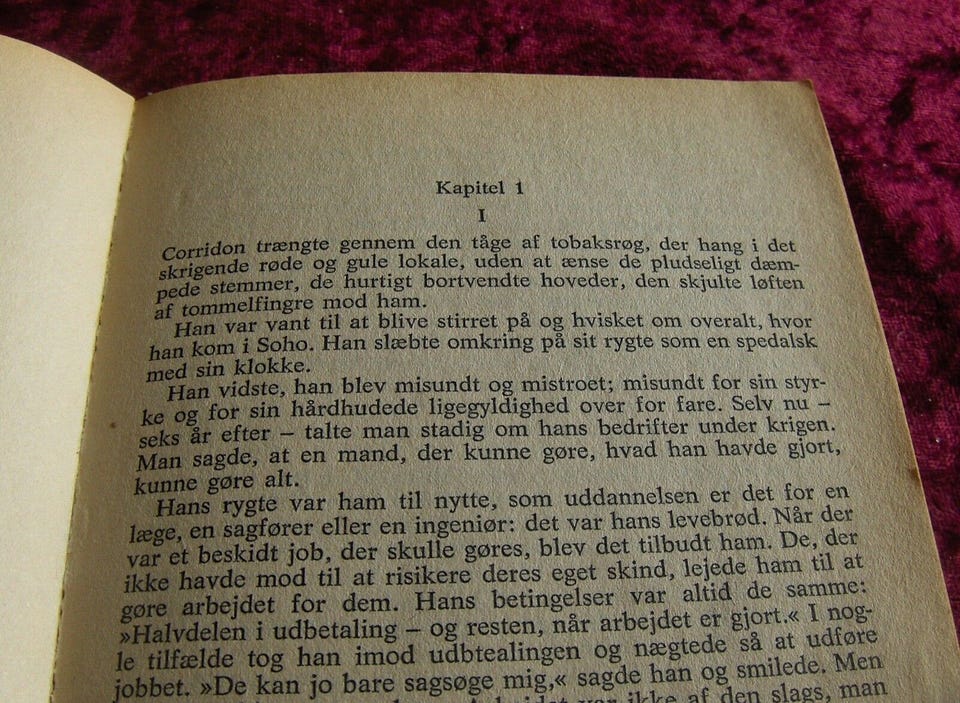 Kapitel 1
I
Corridon trængte gennem den tåge af tobaksrøg, der hang i det
skrigende røde og gule lokale, uden at ænse de pludseligt dæm-
pede stemmer, de hurtigt bortvendte hoveder, den skjulte løften
af tommelfingre mod ham.
Han var vant til at blive stirret på og hvisket om overalt, hvor
han kom i Soho. Han slæbte omkring på sit rygte som en spedalsk
med sin klokke.
Han vidste, han blev misundt og mistroet; misundt for sin styr-
ke og for sin hårdhudede ligegyldighed over for fare. Selv nu –
seks år efter – talte man stadig om hans bedrifter under krigen.
Man sagde, at en mand, der kunne gøre, hvad han havde gjort,
kunne gøre alt.
Hans rygte var ham til nytte, som uddannelsen er det for en
læge, en sagfører eller en ingeniør: det var hans levebrød. Når der
var et beskidt job, der skulle gøres, blev det tilbudt ham. De, der
ikke havde mod til at risikere deres eget skind, lejede ham til at
gøre arbejdet for dem. Hans betingelser var altid de samme:
»Halvdelen i udbetaling – og resten, når arbejdet er gjort.« I nog-
le tilfælde tog han imod udbtealingen og nægtede så at udføre
jobbet. »De kan jo bare sagsøge mig,« sagde han og smilede. Men
var ikke af den slags, man